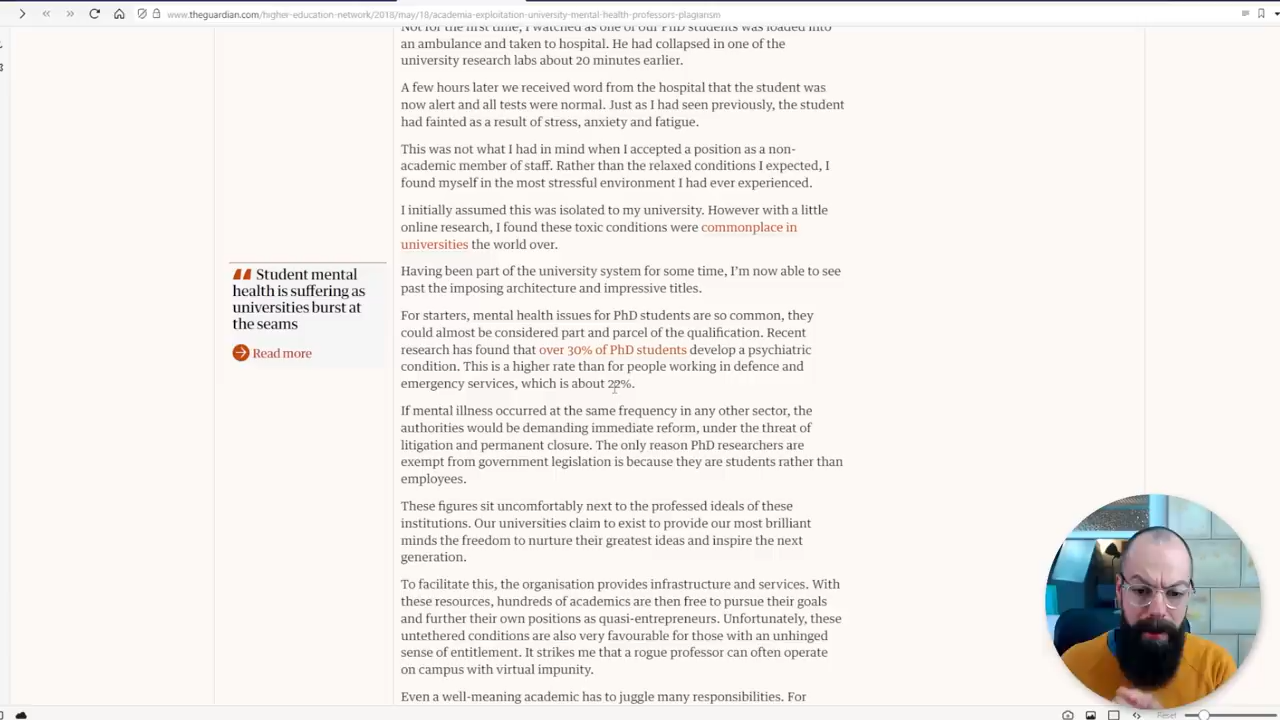 www.theguardian.com/higher-education-network/2018/may/18/academia-exploitation-university-mental-health-professors-plagiarism
Not for the first time, I watched as one of our PhD students was loaded into
an ambulance and taken to hospital. He had collapsed in one of the
university research labs about 20 minutes earlier.
A few hours later we received word from the hospital that the student was
now alert and all tests were normal. Just as I had seen previously, the student
had fainted as a result of stress, anxiety and fatigue.
This was not what I had in mind when I accepted a position as a non-
academic member of staff. Rather than the relaxed conditions I expected, I
found myself in the most stressful environment I had ever experienced.
I initially assumed this was isolated to my university. However with a little
online research, I found these toxic conditions were commonplace in
universities the world over.
Student mental
health is suffering as
universities burst at
the seams
Read more
Having been part of the university system for some time, I'm now able to see
past the imposing architecture and impressive titles.
For starters, mental health issues for PhD students are so common, they
could almost be considered part and parcel of the qualification. Recent
research has found that over 30% of PhD students develop a psychiatric
condition. This is a higher rate than for people working in defence and
emergency services, which is about 22%.
If mental illness occurred at the same frequency in any other sector, the
authorities would be demanding immediate reform, under the threat of
litigation and permanent closure. The only reason PhD researchers are
exempt from government legislation is because they are students rather than
employees.
These figures sit uncomfortably next to the professed ideals of these
institutions. Our universities claim to exist to provide our most brilliant
minds the freedom to nurture their greatest ideas and inspire the next
generation.
To facilitate this, the organisation provides infrastructure and services. With
these resources, hundreds of academics are then free to pursue their goals
and further their own positions as quasi-entrepreneurs. Unfortunately, these
untethered conditions are also very favourable for those with an unhinged
sense of entitlement. It strikes me that a rogue professor can often operate
on campus with virtual impunity.
Even a well-meaning academic has to juggle many responsibilities. For
Reset